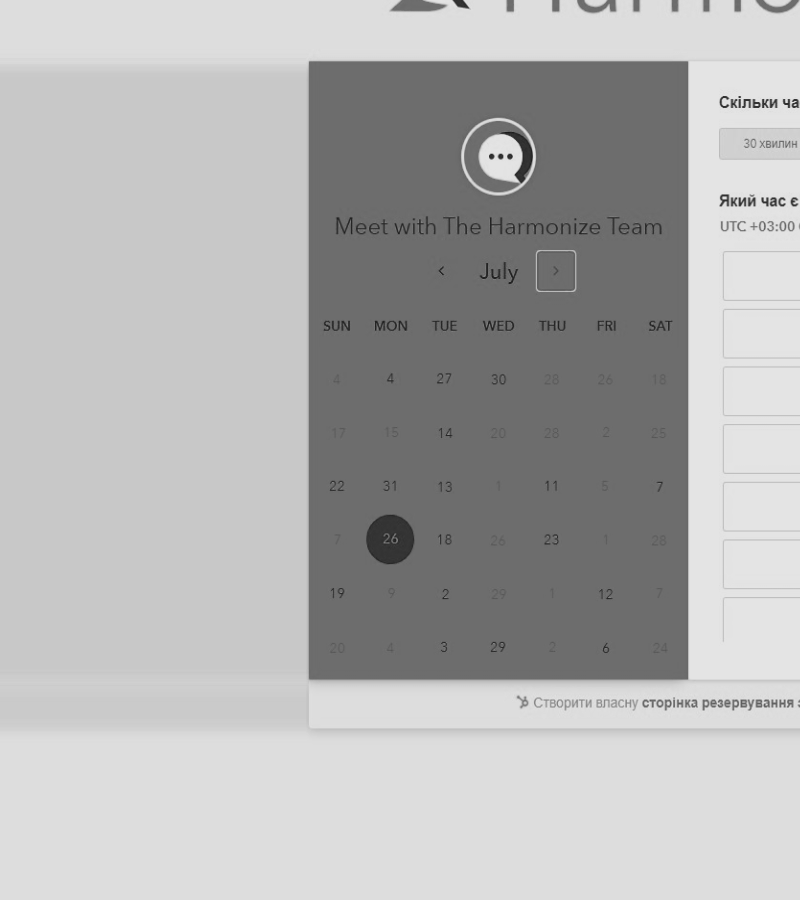 Meet with The Harmonize Team
July
SUN MON TUE WED THU FRI SAT
4 4 27 30 28 26 18
17 15 14 20 28 2 25
22 31 13 1 11 5 7
7 26 18 26 23 1 28
19 9 2 29 1 12 7
20 4 3 29 2 6 24
Скільки ча
30 хвилин
Який час є
UTC +03:00
Створити власну сторінка резервування з